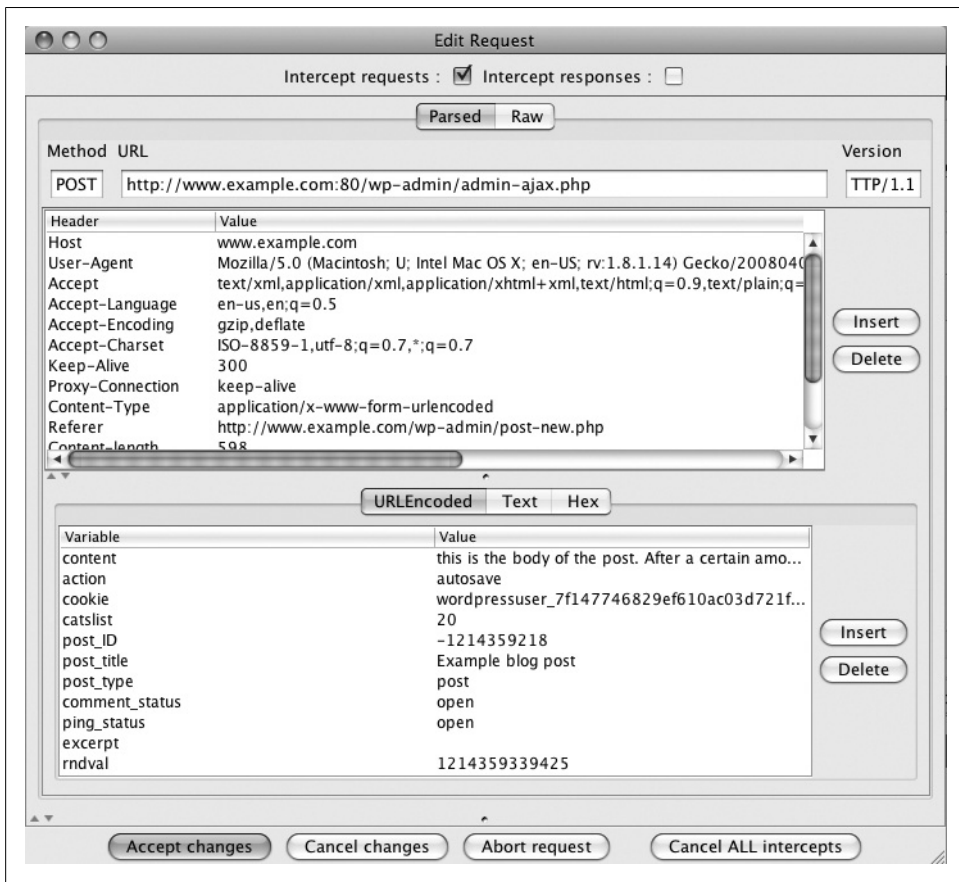 Edit Request
Intercept requests : Intercept responses :
Parsed Raw
Method URL Version
POST http://www.example.com:80/wp-admin/admin-ajax.php TTP/1.1
Header Value
Host www.example.com
User-Agent Mozilla/5.0 (Macintosh; U; Intel Mac OS X; en-US; rv:1.8.1.14) Gecko/2008040
Accept text/xml,application/xml,application/xhtml+xml,text/html;q=0.9,text/plain;q=
Accept-Language en-us,en;q=0.5
Accept-Encoding gzip,deflate
Accept-Charset ISO-8859-1,utf-8;q=0.7,*;q=0.7
Keep-Alive 300
Proxy-Connection keep-alive
Content-Type application/x-www-form-urlencoded
Referer http://www.example.com/wp-admin/post-new.php
Content-length 598
Insert
Delete
URLEncoded Text Hex
Variable Value
content this is the body of the post. After a certain amo...
action autosave
cookie wordpressuser_7f147746829ef610ac03d721f...
catslist 20
post_ID -1214359218
post_title Example blog post
post_type post
comment_status open
ping_status open
excerpt
rndval 1214359339425
Insert
Delete
Accept changes Cancel changes Abort request Cancel ALL intercepts